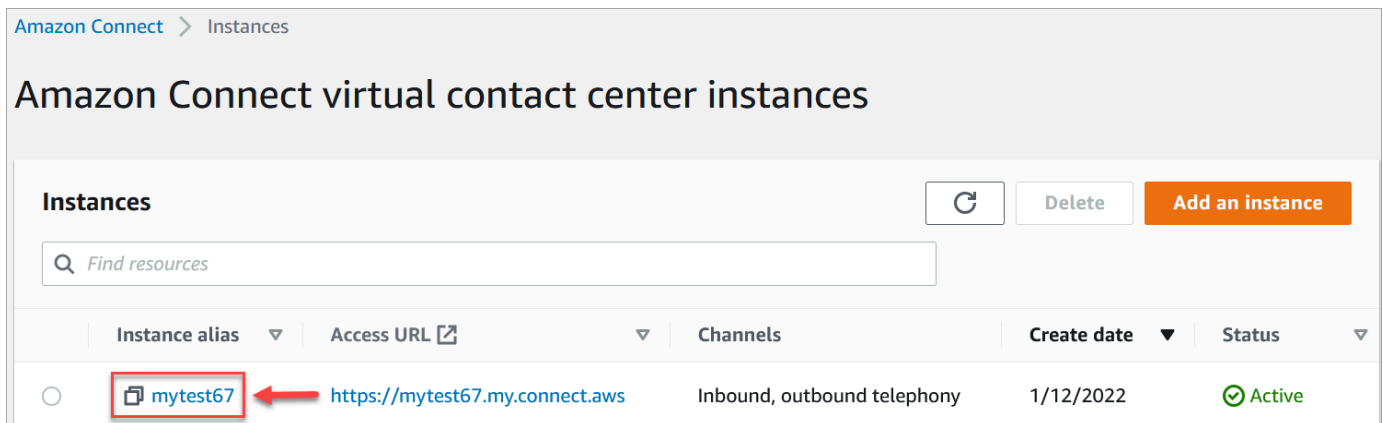 Amazon Connect > Instances
Amazon Connect virtual contact center instances
Instances
Delete
Add an instance
Find resources
Instance alias Access URL Channels Create date Status
mytest67 https://mytest67.my.connect.aws Inbound, outbound telephony 1/12/2022 Active